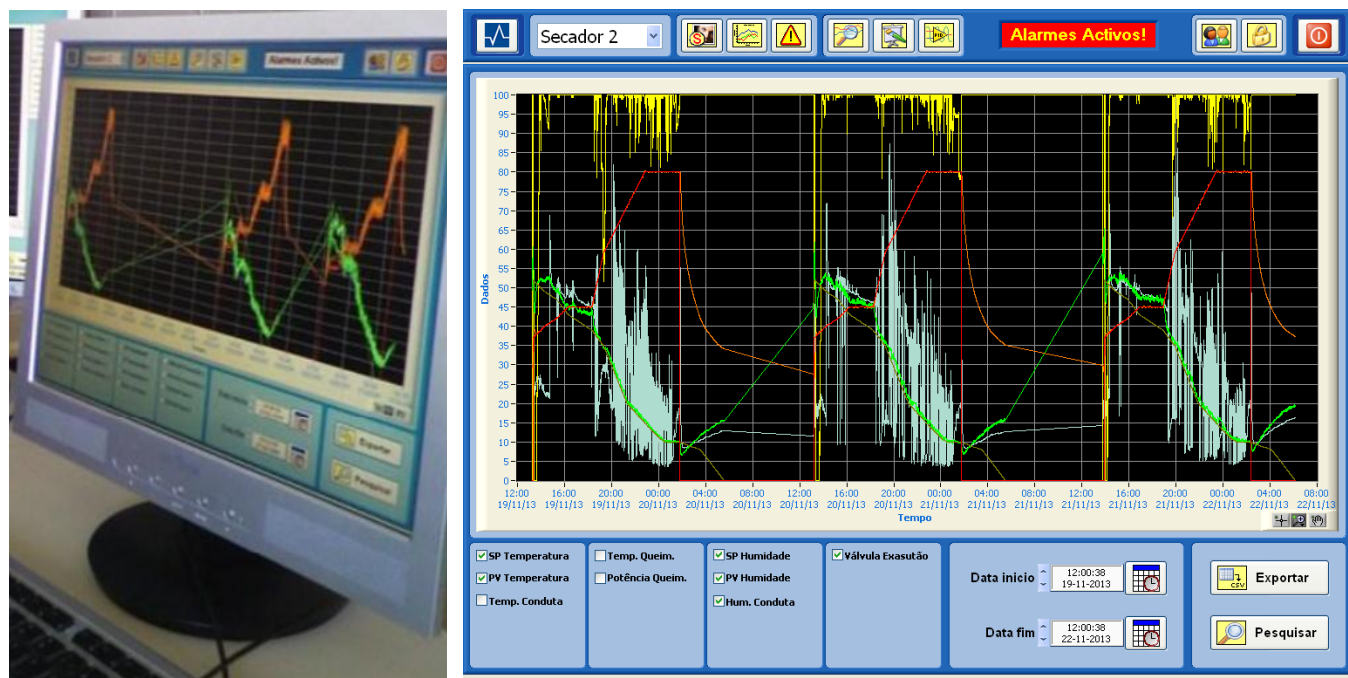 Alarmes Activos!
Exportar
Pesquisar
Secador 2
Alarmes Activos!
100
95
90
85
80
75
70
65
60
55
50
45
40
35
30
25
20
15
10
5
0
Dados
12:00 16:00 20:00 00:00 04:00 08:00 12:00 16:00 20:00 00:00 04:00 08:00 12:00 16:00 20:00 00:00 04:00 08:00
19/11/13 19/11/13 19/11/13 20/11/13 20/11/13 20/11/13 20/11/13 20/11/13 20/11/13 21/11/13 21/11/13 21/11/13 21/11/13 21/11/13 21/11/13 22/11/13 22/11/13 22/11/13
Tempo
SP Temperatura
PV Temperatura
Temp. Conduta
Temp. Queim.
Potência Queim.
SP Humidade
PV Humidade
Hum. Conduta
Válvula Exasutão
Data inicio
12:00:38
19-11-2013
Data fim
12:00:38
22-11-2013
CSV
Exportar
Pesquisar